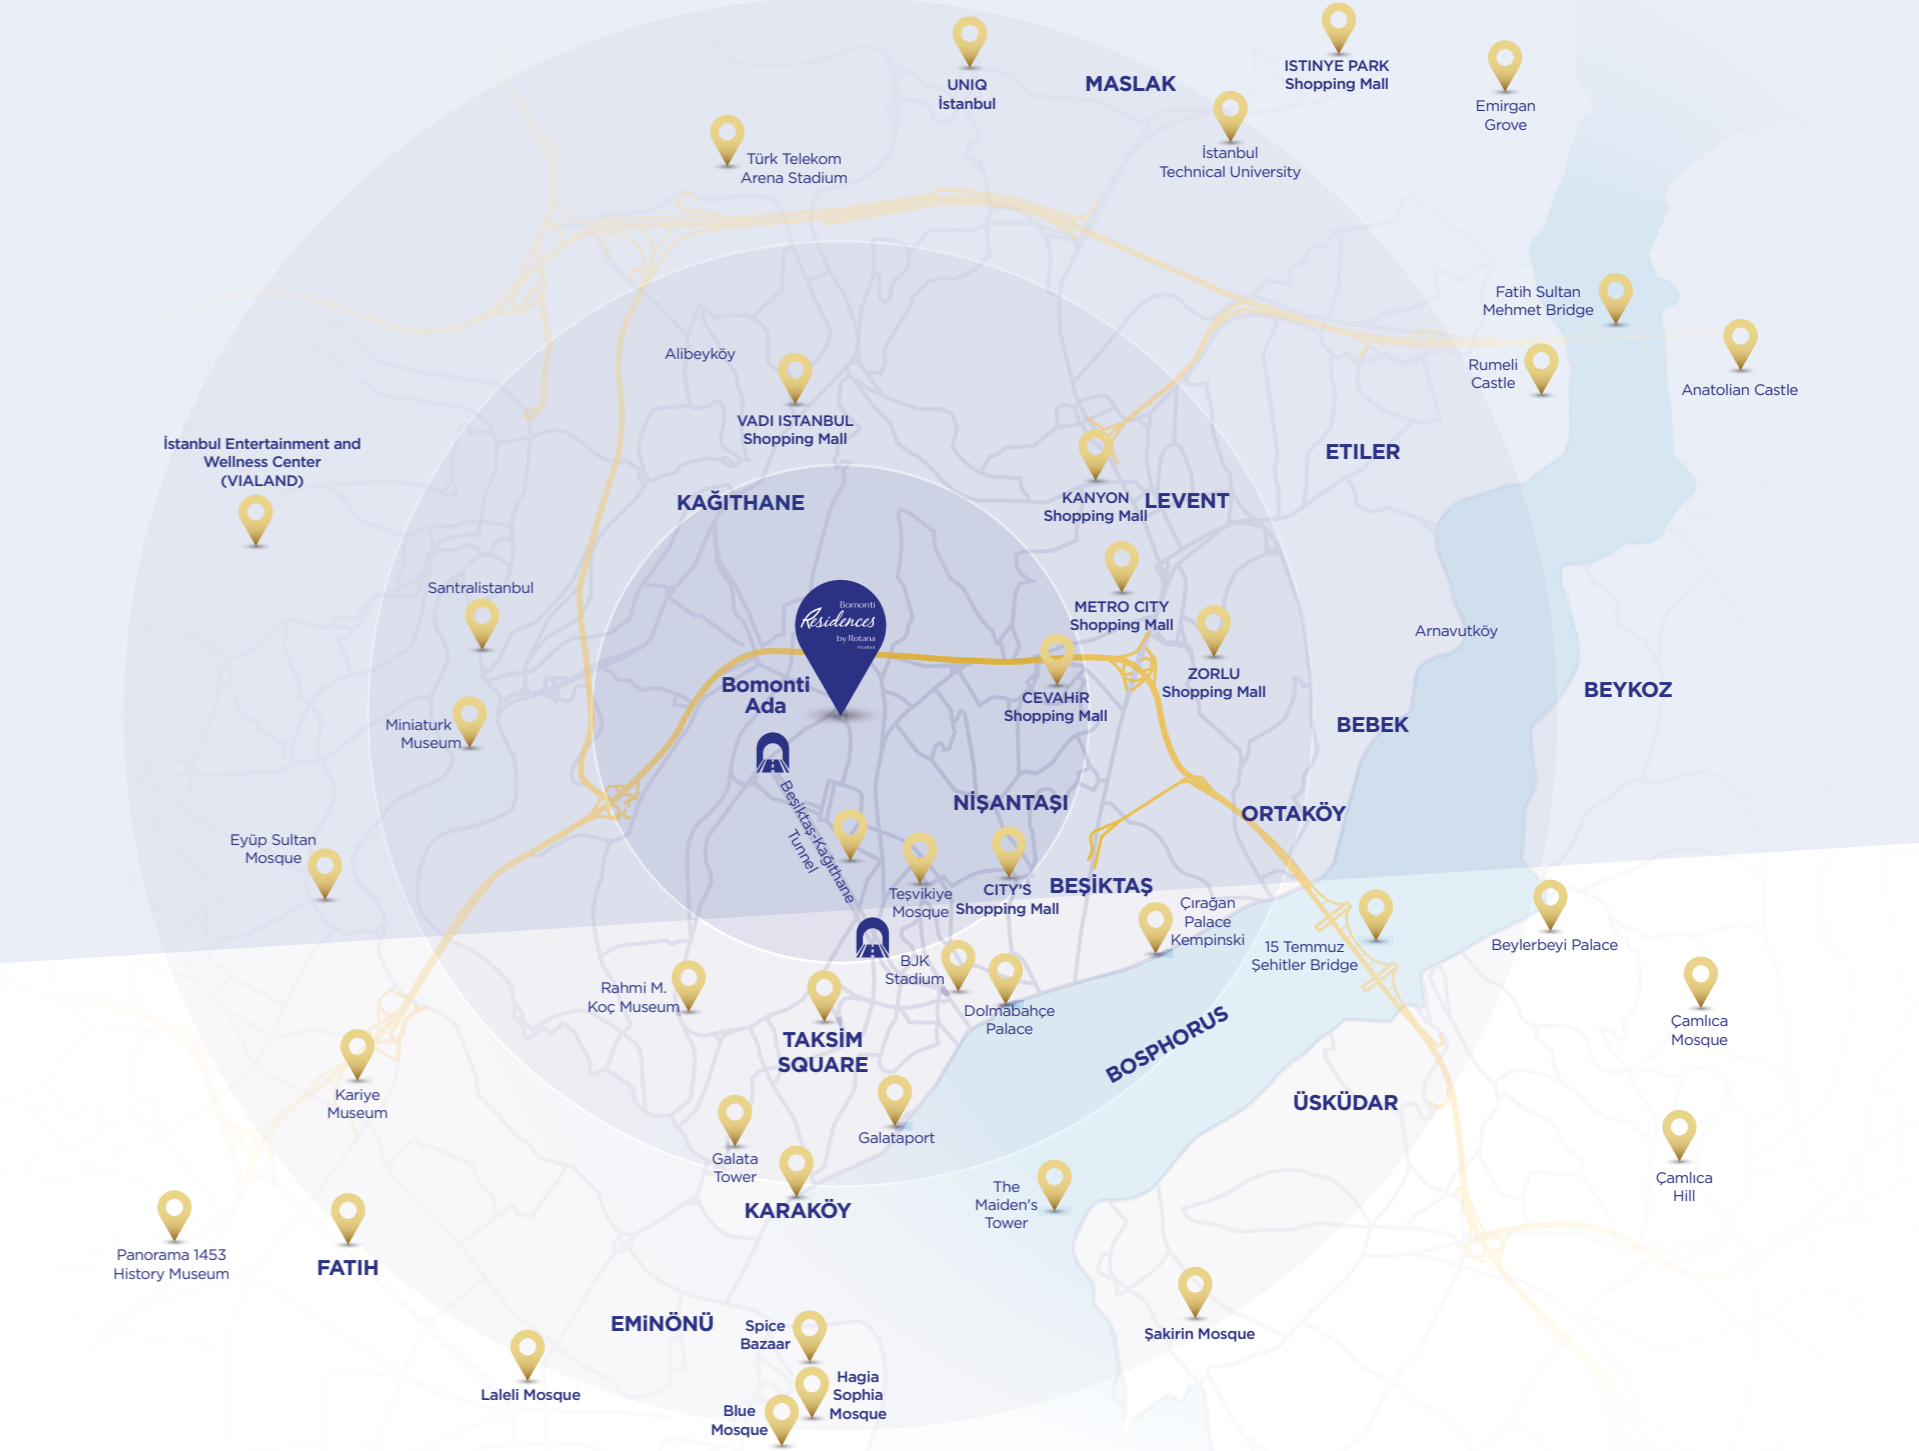 UNIQ
İstanbul
MASLAK
ISTINYE PARK
Shopping Mall
Emirgan
Grove
Türk Telekom
Arena Stadium
İstanbul
Technical University
Fatih Sultan
Mehmet Bridge
Alibeyköy
Rumeli
Castle
Anatolian Castle
VADI ISTANBUL
Shopping Mall
İstanbul Entertainment and
Wellness Center
(VIALAND)
ETILER
KAĞITHANE
KANYON
Shopping Mall
LEVENT
Santralistanbul
Bomonti
Residences
by Rotana
Istanbul
METRO CITY
Shopping Mall
Arnavutköy
ZORLU
Shopping Mall
Bomonti
Ada
CEVAHiR
Shopping Mall
BEYKOZ
Miniaturk
Museum
BEBEK
Beşiktaş-Kağıthane
Tunnel
NİŞANTAŞI
ORTAKÖY
Eyüp Sultan
Mosque
Teşvikiye
Mosque
CITY'S
Shopping Mall
BEŞİKTAŞ
Çırağan
Palace
Kempinski
15 Temmuz
Şehitler Bridge
Beylerbeyi Palace
BJK
Stadium
Rahmi M.
Koç Museum
Dolmabahçe
Palace
TAKSİM
SQUARE
BOSPHORUS
Çamlıca
Mosque
Kariye
Museum
ÜSKÜDAR
Galataport
Galata
Tower
The
Maiden's
Tower
Çamlıca
Hill
KARAKÖY
Panorama 1453
History Museum
FATIH
EMiNÖNÜ
Spice
Bazaar
Şakirin Mosque
Laleli Mosque
Hagia
Sophia
Mosque
Blue
Mosque